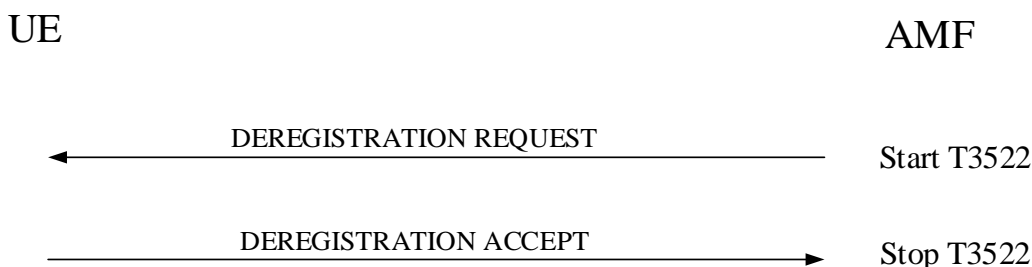 UE
AMF
DEREGISTRATION REQUEST
Start T3522
DEREGISTRATION ACCEPT
Stop T3522